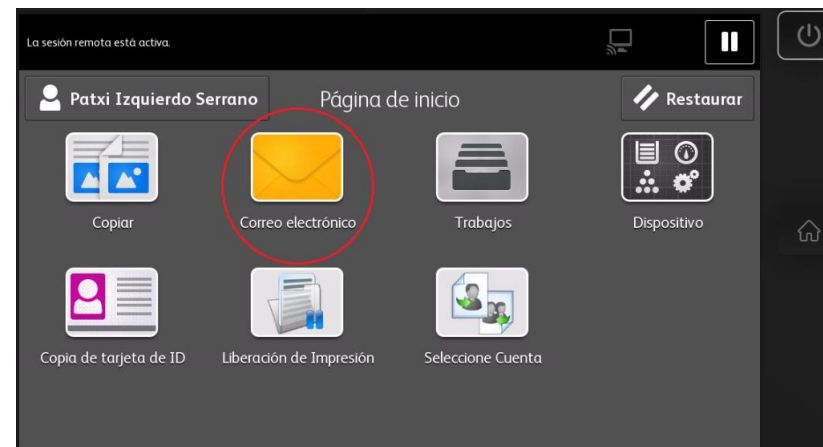 La sesión remota está activa.
Patxi Izquierdo Serrano
Página de inicio
Restaurar
Copiar
Correo electrónico
Trabajos
Dispositivo
Copia de tarjeta de ID
Liberación de Impresión
Seleccione Cuenta